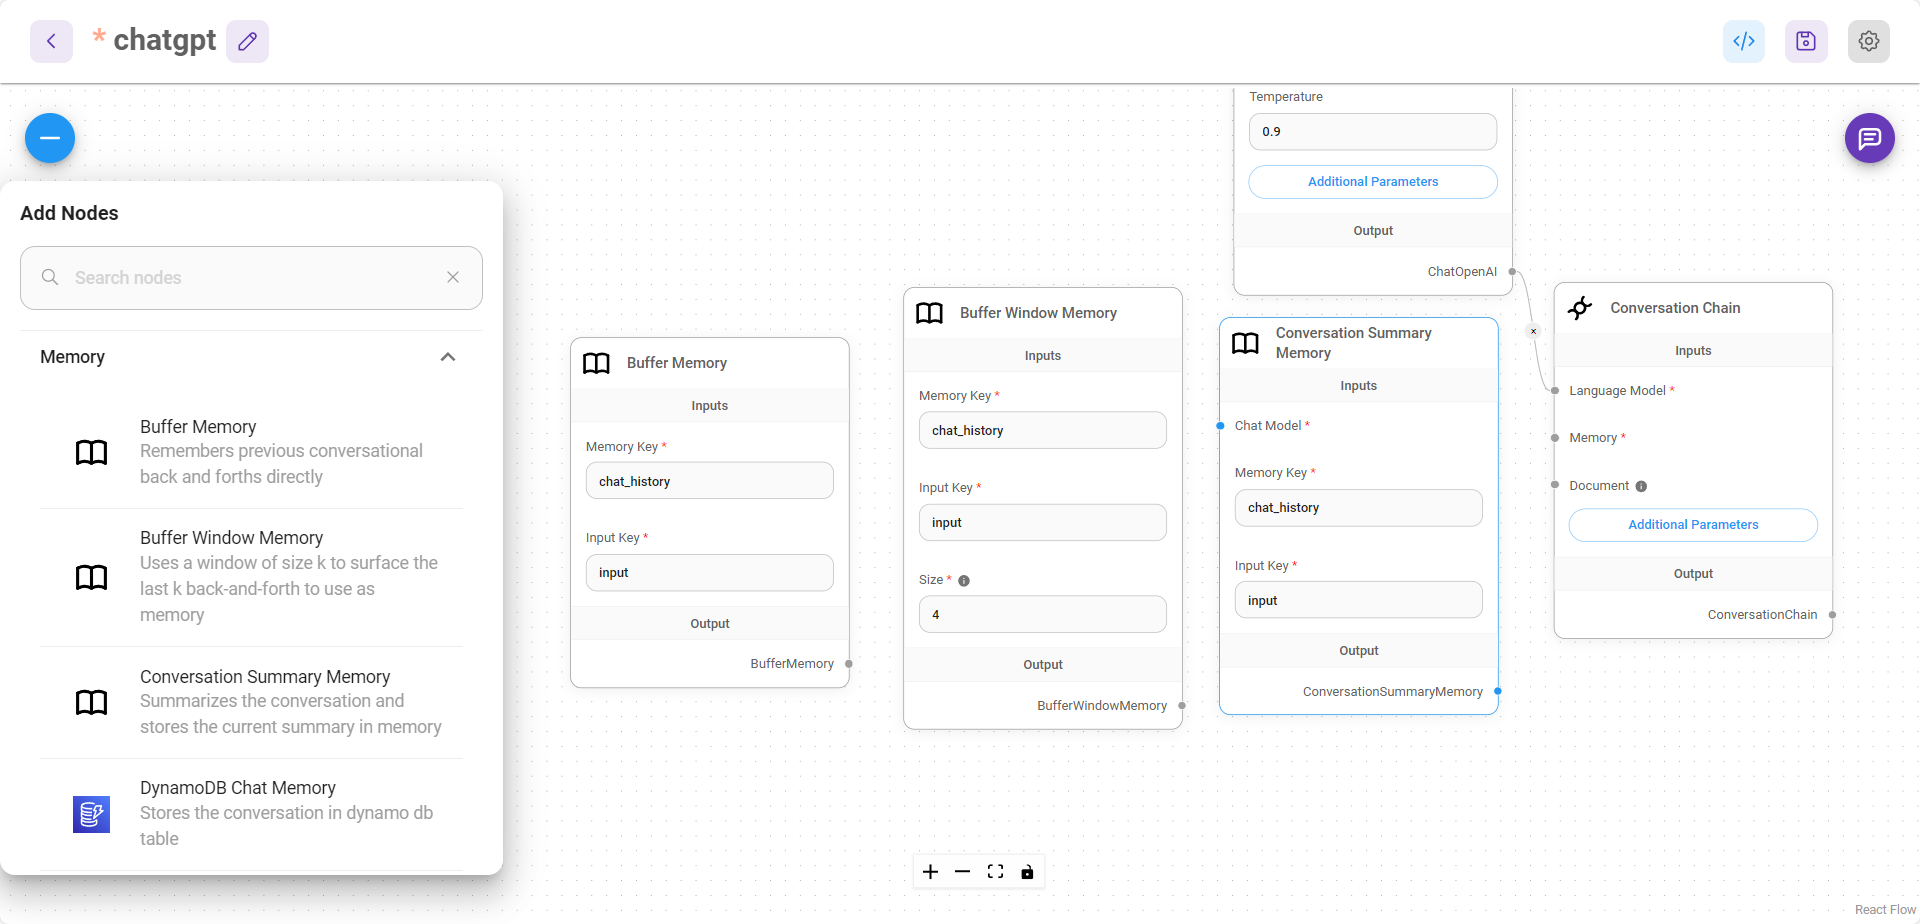 * chatgpt
Add Nodes
Search nodes
Memory
Buffer Memory
Remembers previous conversational
back and forths directly
Buffer Window Memory
Uses a window of size k to surface the
last k back-and-forth to use as
memory
Conversation Summary Memory
Summarizes the conversation and
stores the current summary in memory
DynamoDB Chat Memory
Stores the conversation in dynamo db
table
Buffer Memory
Inputs
Memory Key *
chat_history
Input Key *
input
Output
BufferMemory
Buffer Window Memory
Inputs
Memory Key *
chat_history
Input Key *
input
Size *
4
Output
BufferWindowMemory
Temperature
0.9
Additional Parameters
Output
ChatOpenAI
Conversation Summary
Memory
Inputs
Chat Model *
Memory Key *
chat_history
Input Key *
input
Output
ConversationSummaryMemory
Conversation Chain
Inputs
Language Model *
Memory *
Document
Additional Parameters
Output
ConversationChain
React Flow